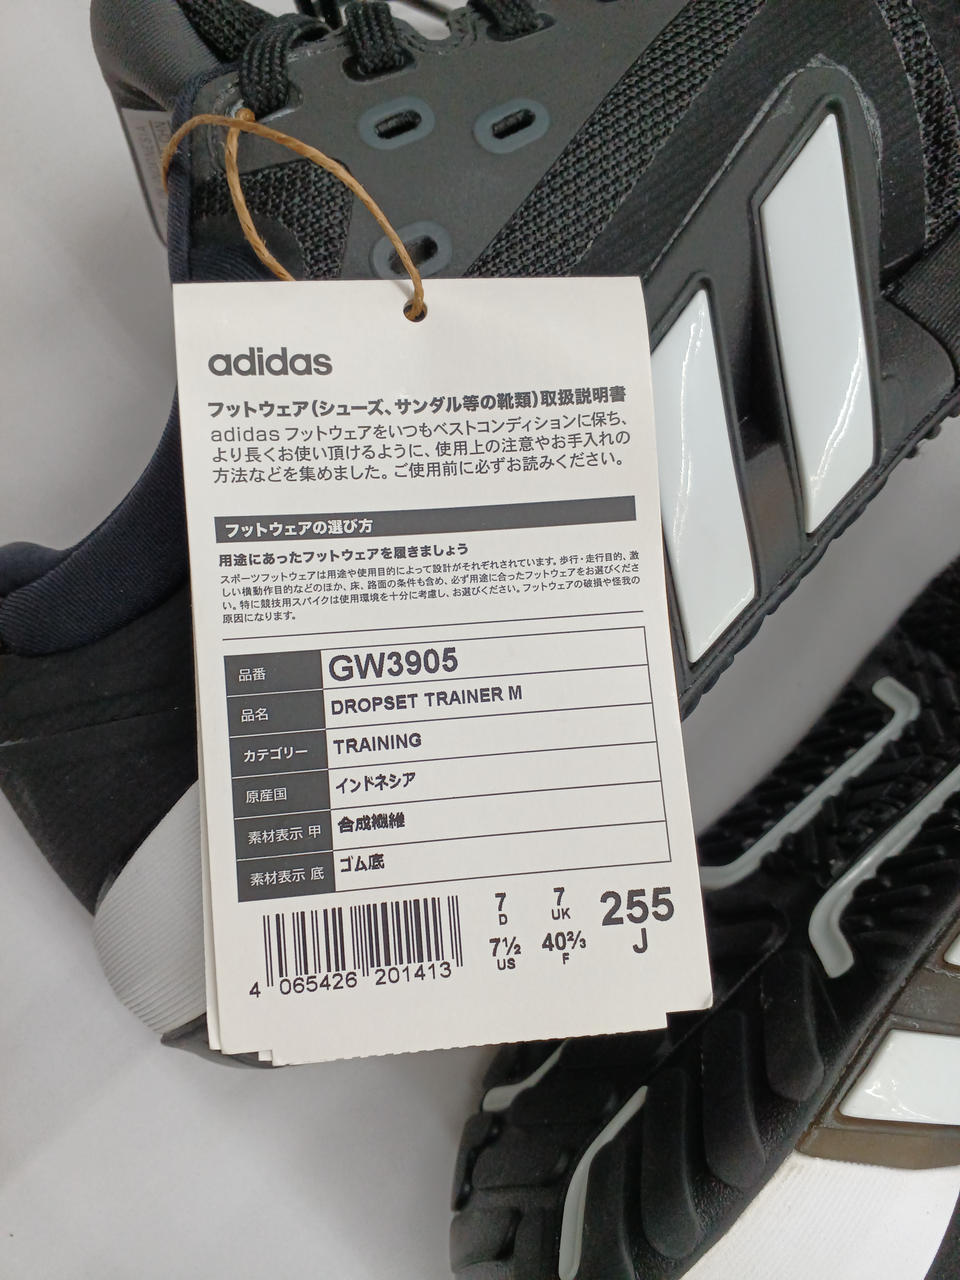 adidas
フットウェア(シューズ、サンダル等の靴類)取扱説明書
adidas フットウェアをいつもベストコンディションに保ち、
より長くお使い頂けるように、使用上の注意やお手入れの
方法などを集めました。ご使用前に必ずお読みください。
フットウェアの選び方
用途にあったフットウェアを履きましょう
スポーツフットウェアは用途や使用目的によって設計がそれぞれされています。歩行・走行目的、激
しい横動作目的などのほか、床、路面の条件も含め、必ず用途に合ったフットウェアをお選びくださ
い。特に競技用スパイクは使用環境を十分に考慮し、お選びください。フットウェアの破損や怪我の
原因になります。
品番 GW3905
品名 DROPSET TRAINER M
カテゴリー TRAINING
原産国 インドネシア
素材表示 甲 合成繊維
素材表示 底 ゴム底
7 7 255
D UK J
7½ 40⅔
US F
4 065426 201413